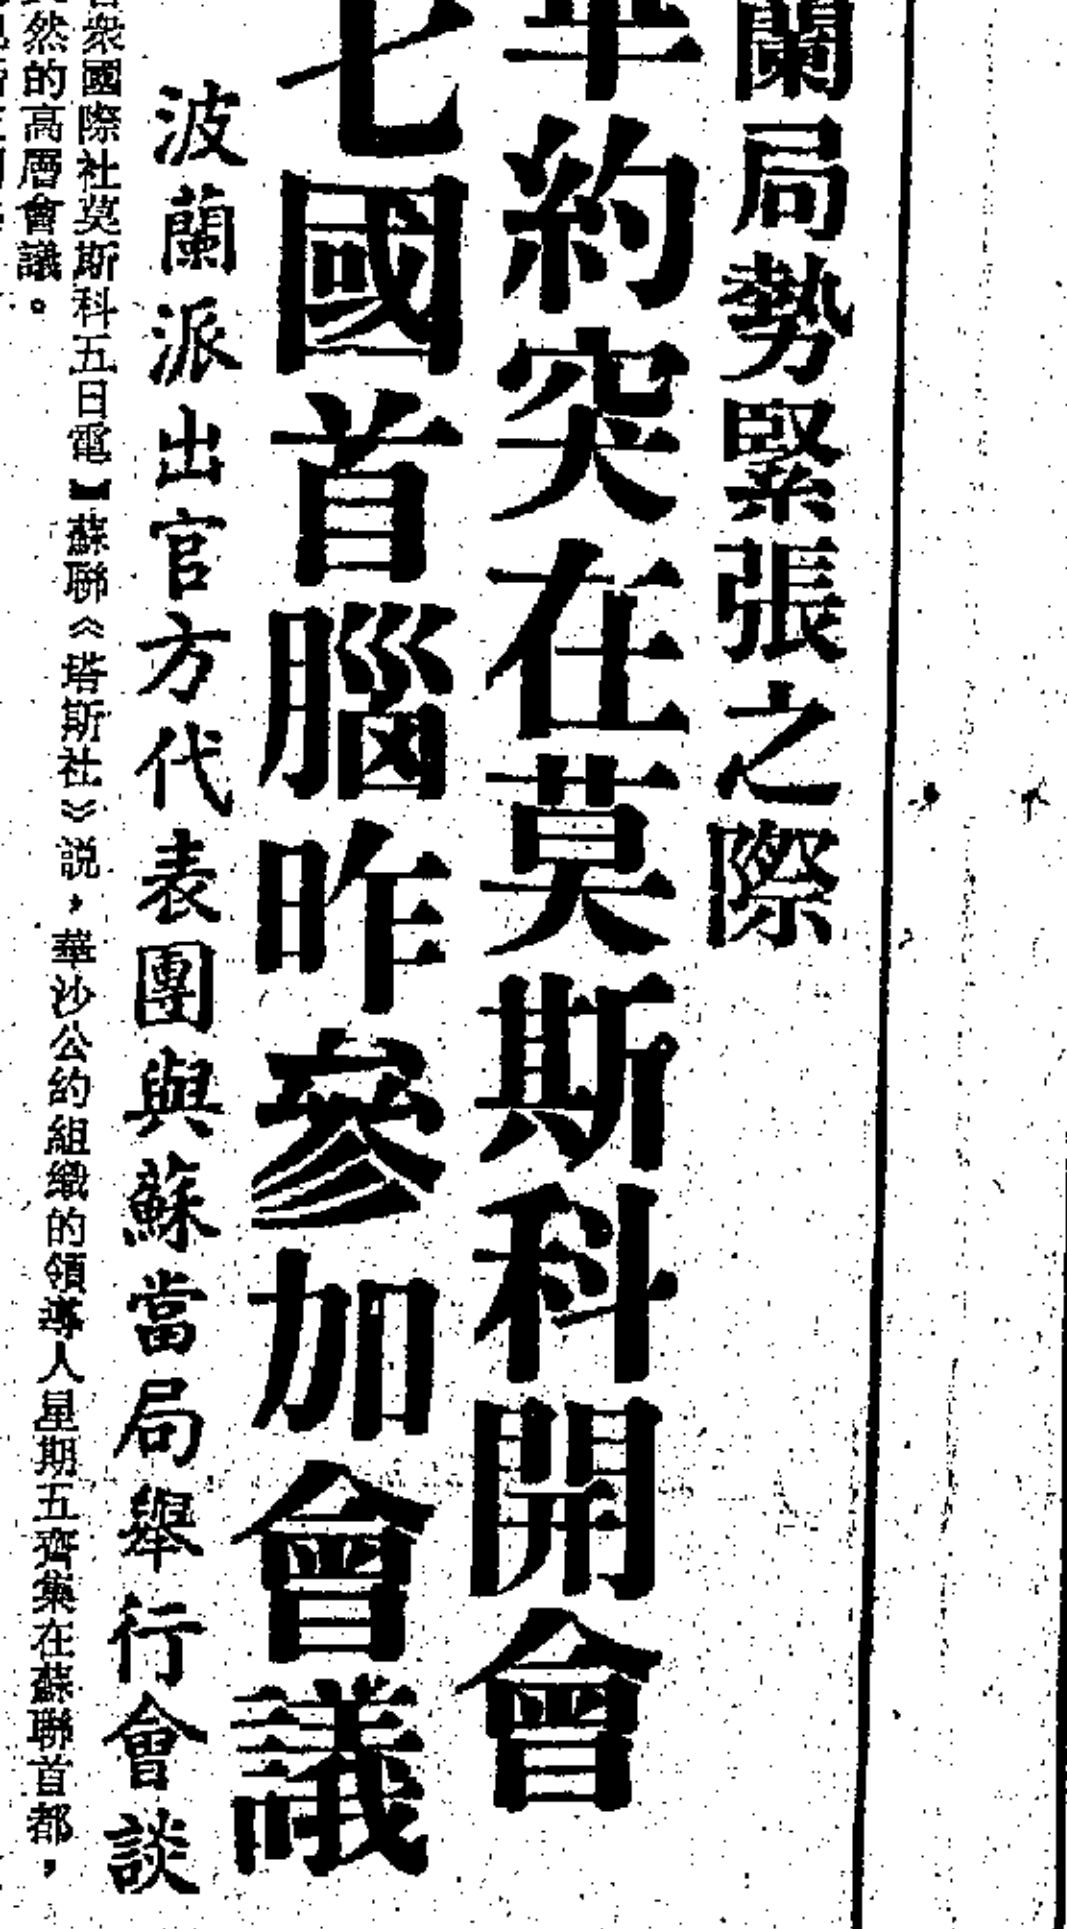 蘭局勢緊張之際
華約突在莫斯科開會
七國首腦昨參加會議
波蘭派出官方代表團與蘇當局舉行會談
衆國際社莫斯科五日電】蘇聯《塔斯社》説，華沙公約組織的領導人星期五齊集在蘇聯首都，
然的高層會議。